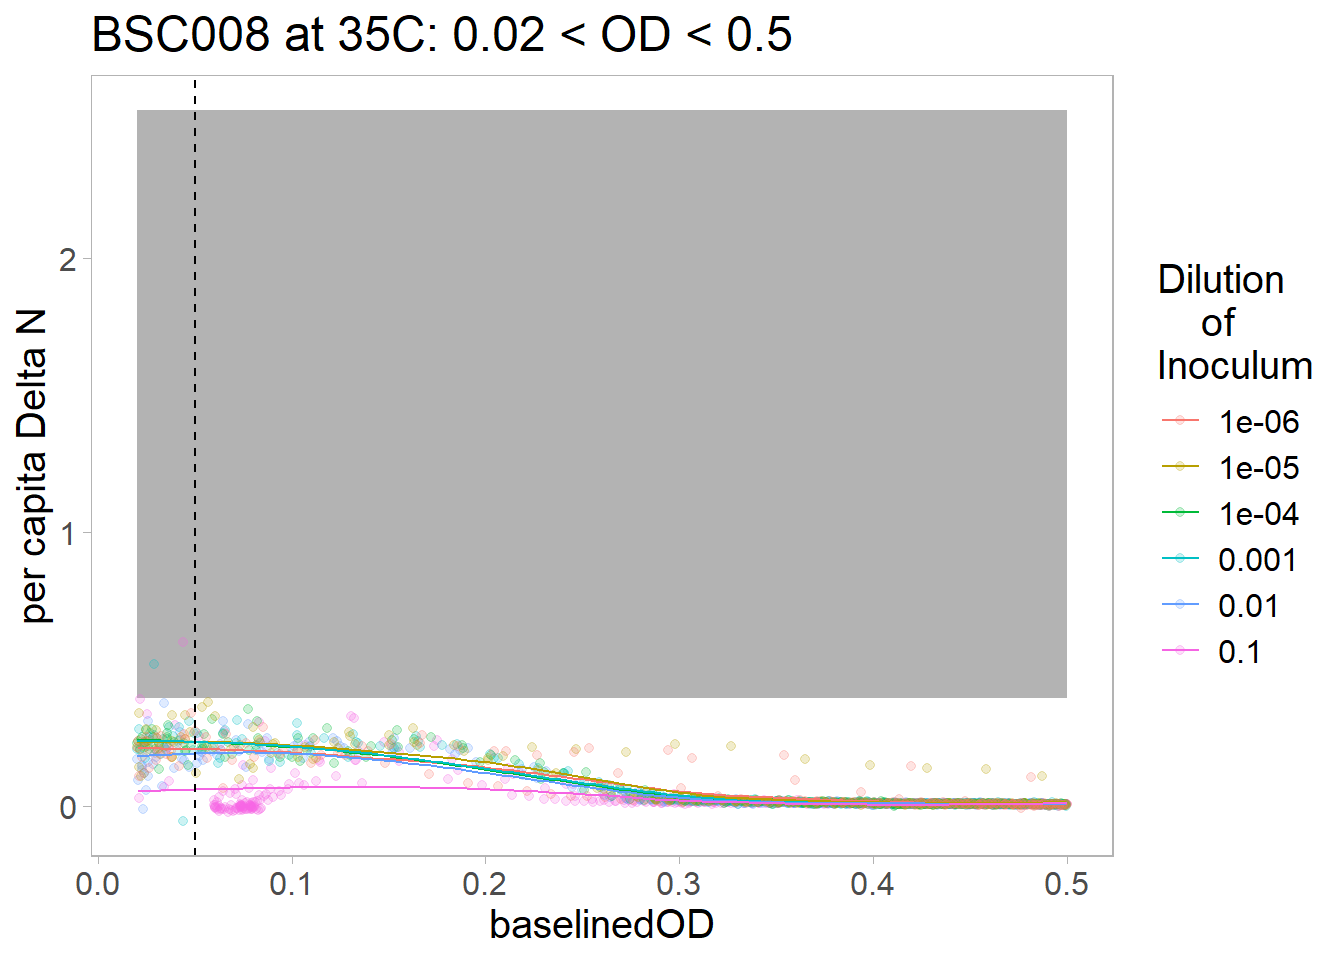 BSC008 at 35C: 0.02 < OD < 0.5
per capita Delta N
2
1
0
0.0 0.1 0.2 0.3 0.4 0.5
baselinedOD
Dilution
of
Inoculum
1e-06
1e-05
1e-04
0.001
0.01
0.1